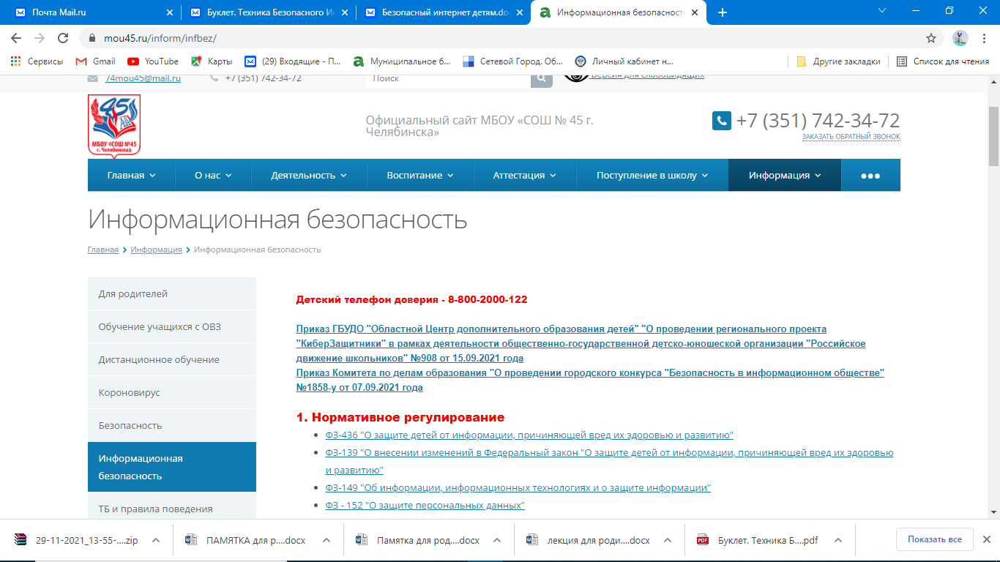 Почта Mail.ru
Буклет. Техника Безопасного И
Безопасный интернет детям.do
Информационная безопасност
mou45.ru/inform/infbez/
Сервисы
Gmail
YouTube
Карты
(29) Входящие - П...
Муниципальное б...
Сетевой Город. Об...
Личный кабинет н...
Другие закладки
Список для чтения
74mou45@mail.ru
+7 (351) 742-34-72
Поиск
Версия для слабовидящих
45
МБОУ «СОШ №45
г. Челябинска»
Официальный сайт МБОУ «СОШ № 45 г.
Челябинска»
+7 (351) 742-34-72
ЗАКАЗАТЬ ОБРАТНЫЙ ЗВОНОК
Главная
О нас
Деятельность
Воспитание
Аттестация
Поступление в школу
Информация
Информационная безопасность
Главная > Информация > Информационная безопасность
Для родителей
Обучение учащихся с ОВЗ
Дистанционное обучение
Короновирус
Безопасность
Информационная
безопасность
ТБ и правила поведения
Детский телефон доверия - 8-800-2000-122
Приказ ГБУДО "Областной Центр дополнительного образования детей" "О проведении регионального проекта
"КиберЗащитники" в рамках деятельности общественно-государственной детско-юношеской организации "Российское
движение школьников" №908 от 15.09.2021 года
Приказ Комитета по делам образования "О проведении городского конкурса "Безопасность в информационном обществе"
№1858-у от 07.09.2021 года
1. Нормативное регулирование
• ФЗ-436 "О защите детей от информации, причиняющей вред их здоровью и развитию"
• ФЗ-139 "О внесении изменений в Федеральный закон "О защите детей от информации, причиняющей вред их здоровью
и развитию"
• ФЗ-149 "Об информации, информационных технологиях и о защите информации"
• ФЗ - 152 "О защите персональных данных"
29-11-2021_13-55-....zip
ПАМЯТКА для р....docx
Памятка для род....docx
лекция для роди....docx
PDF
Буклет. Техника Б....pdf
Показать все